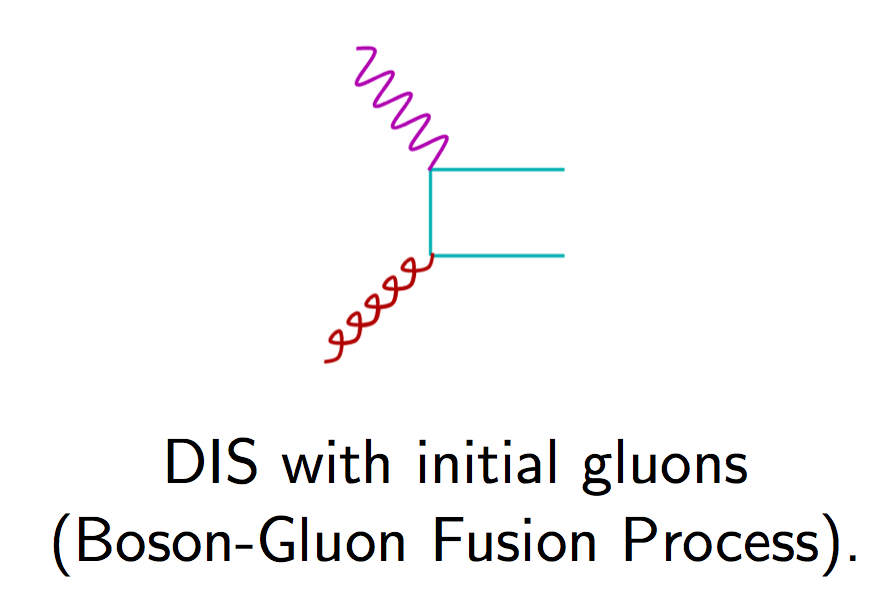 DIS with initial gluons
(Boson-Gluon Fusion Process).